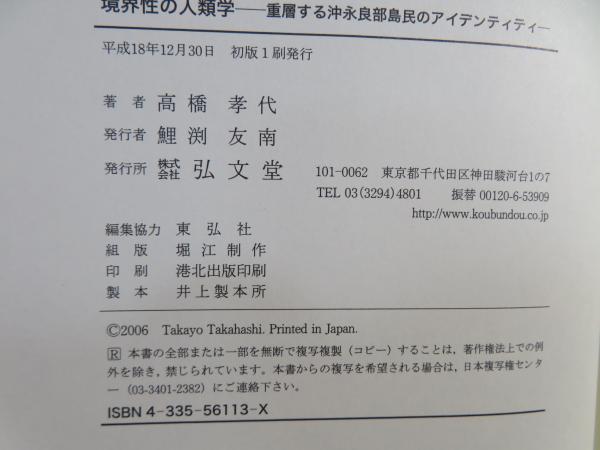 境界性の人類学――重層する沖永良部島民のアイデンティティ―
平成18年12月30日 初版1刷発行
著 者 高橋孝代
発行者 鯉渕友南
発行所 株式会社 弘文堂 101-0062 東京都千代田区神田駿河台1の7
TEL 03(3294)4801 振替 00120-6-53909
http://www.koubundou.co.jp
編集協力 東弘社
組 版 堀江制作
印 刷 港北出版印刷
製 本 井上製本所
©2006 Takayo Takahashi. Printed in Japan.
R 本書の全部または一部を無断で複写複製（コピー）することは，著作権法上での例
外を除き，禁じられています。本書からの複写を希望される場合は，日本複写権センタ
ー（03-3401-2382）にご連絡下さい。
ISBN 4-335-56113-X